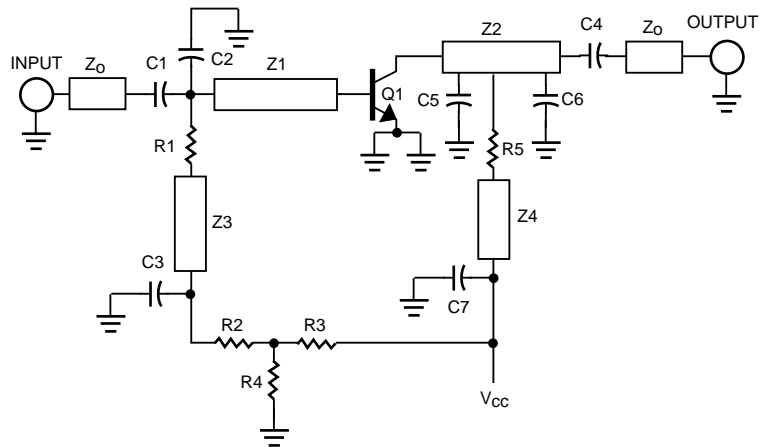 INPUT
Zo
C1
C2
Z1
Q1
Z2
C4
Zo
OUTPUT
C5
C6
R1
R5
Z3
Z4
C3
C7
R2
R3
R4
Vcc